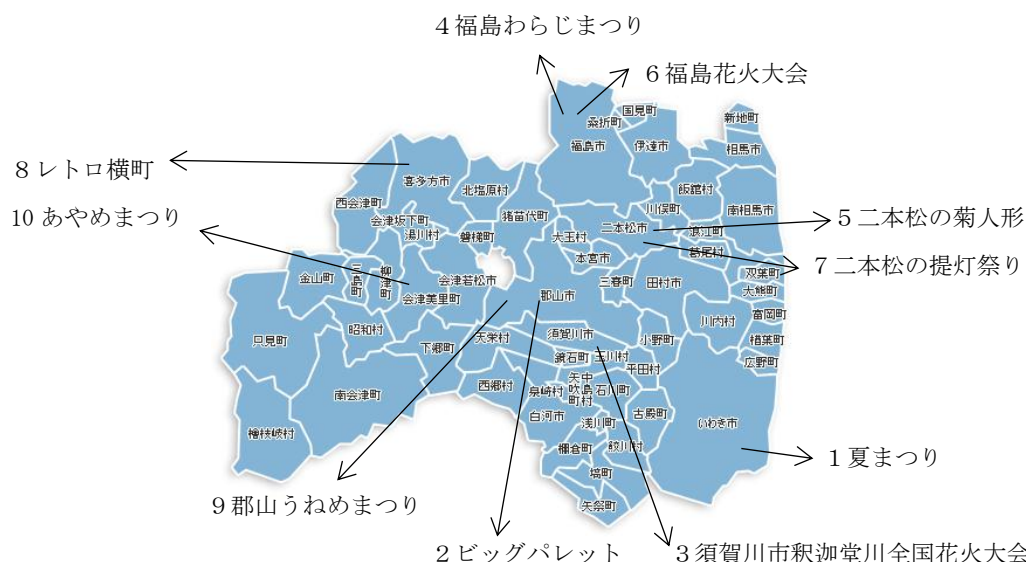 ４福島わらじまつり
６福島花火大会
国見町
桑折町
新地町
福島市
伊達市
相馬市
８レトロ横町
喜多方市
北塩原村
飯舘村
西会津町
川俣町
南相馬市
10 あやめまつり
会津坂下町
湯川村
磐梯町
猪苗代町
大玉村
二本松市
浪江町
５二本松の菊人形
葛尾村
本宮市
７二本松の提灯祭り
双葉町
金山町
三島町
柳津町
会津若松市
三春町
田村市
大熊町
会津美里町
郡山市
川内村
富岡町
昭和村
只見町
下郷町
天栄村
須賀川市
小野町
楢葉町
鏡石町
玉川村
平田村
広野町
南会津町
西郷村
泉崎村
矢吹町
中島村
石川町
白河市
古殿町
いわき市
浅川町
檜枝岐村
棚倉町
鮫川村
１夏まつり
塙町
矢祭町
９郡山うねめまつり
２ビッグパレット
３須賀川市釈迦堂川全国花火大会